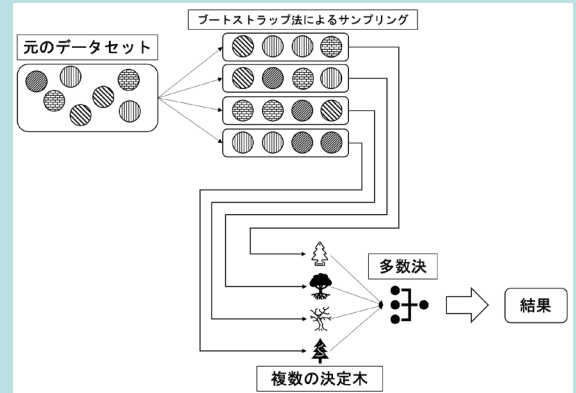 ブートストラップ法によるサンプリング
元のデータセット
多数決
結果
複数の決定木